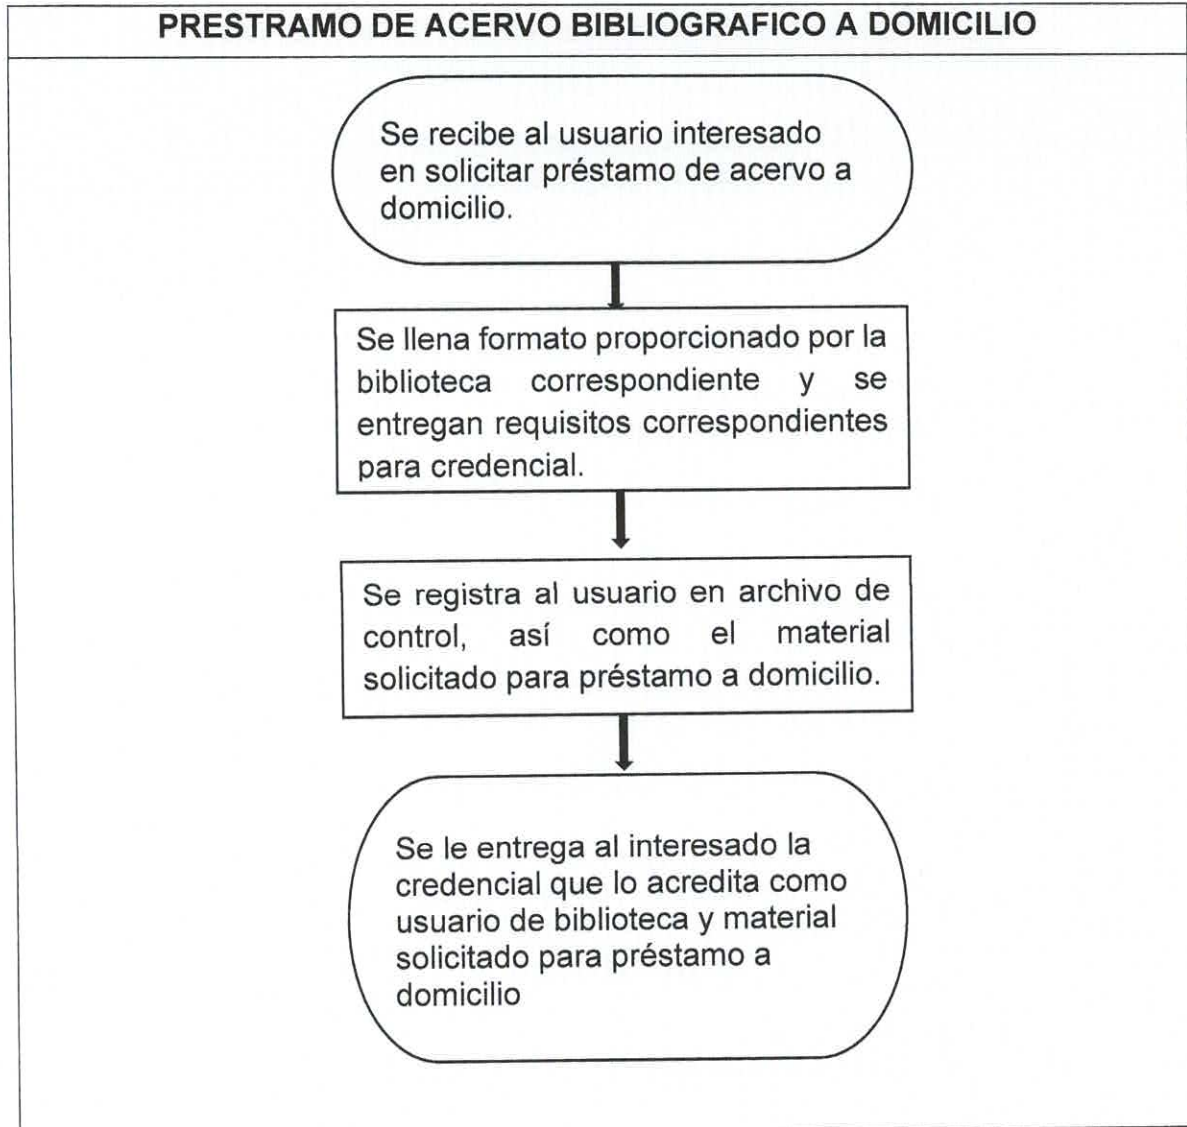 PRESTRAMO DE ACERVO BIBLIOGRAFICO A DOMICILIO
Se recibe al usuario interesado
en solicitar préstamo de acervo a
domicilio.
Se llena formato proporcionado por la
biblioteca correspondiente y se
entregan requisitos correspondientes
para credencial.
Se registra al usuario en archivo de
control, así como el material
solicitado para préstamo a domicilio.
Se le entrega al interesado la
credencial que lo acredita como
usuario de biblioteca y material
solicitado para préstamo a
domicilio